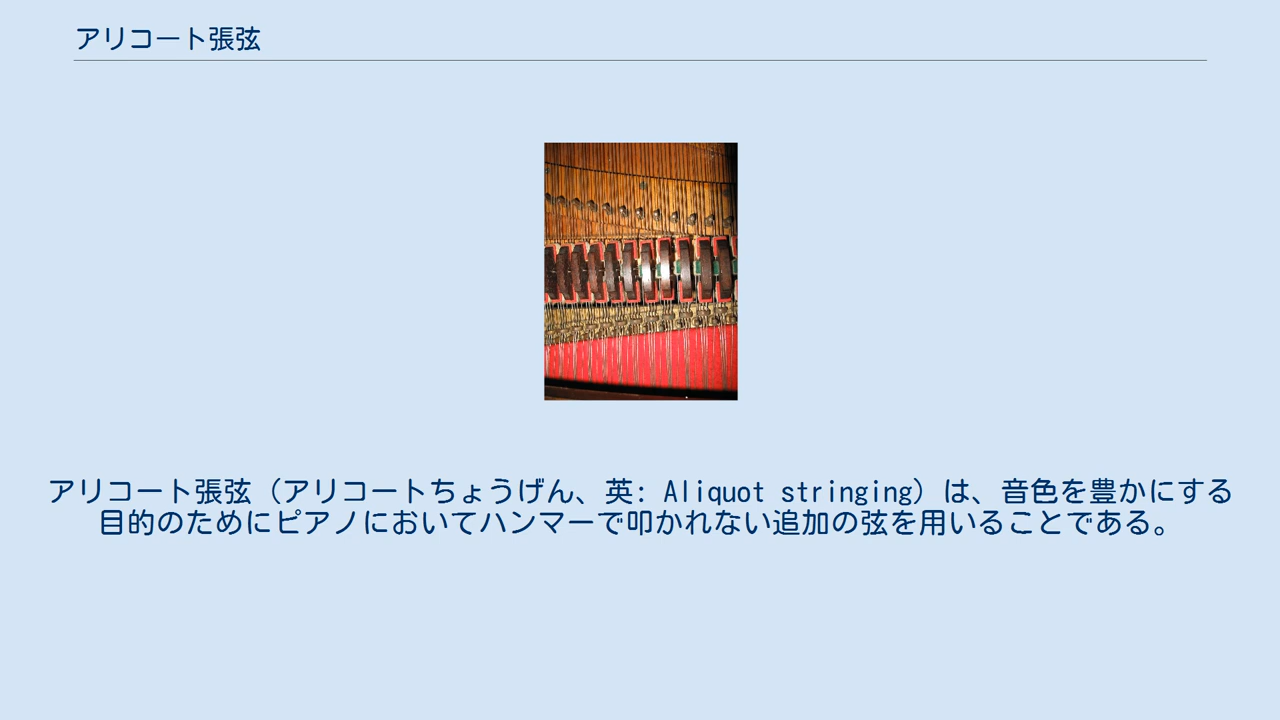 アリコート張弦
アリコート張弦（アリコートちょうげん、英: Aliquot stringing）は、音色を豊かにする
目的のためにピアノにおいてハンマーで叩かれない追加の弦を用いることである。